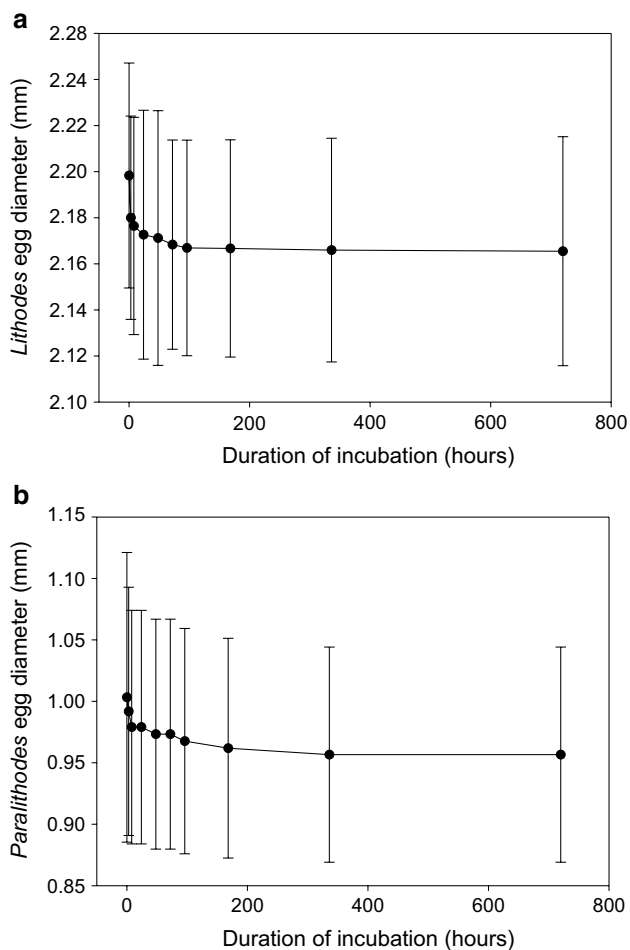 a
2.28
2.24
2.22
2.20
2.18
2.16
2.14
2.12
2.10
Lithodes egg diameter (mm)
0 200 400 600 800
Duration of incubation (hours)
b
1.15
1.10
1.05
1.00
0.95
0.90
0.85
Paralithodes egg diameter (mm)
0 200 400 600 800
Duration of incubation (hours)